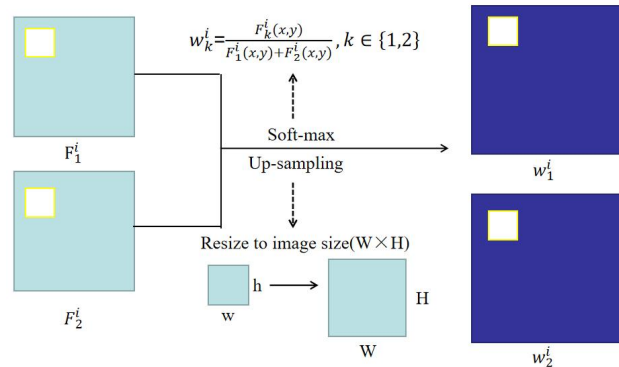 w_k^i = F_k^i(x,y) / F_1^i(x,y)+F_2^i(x,y), k ∈ {1,2}
F_1^i
Soft-max
Up-sampling
w_1^i
Resize to image size(W×H)
F_2^i
h
w
H
W
w_2^i